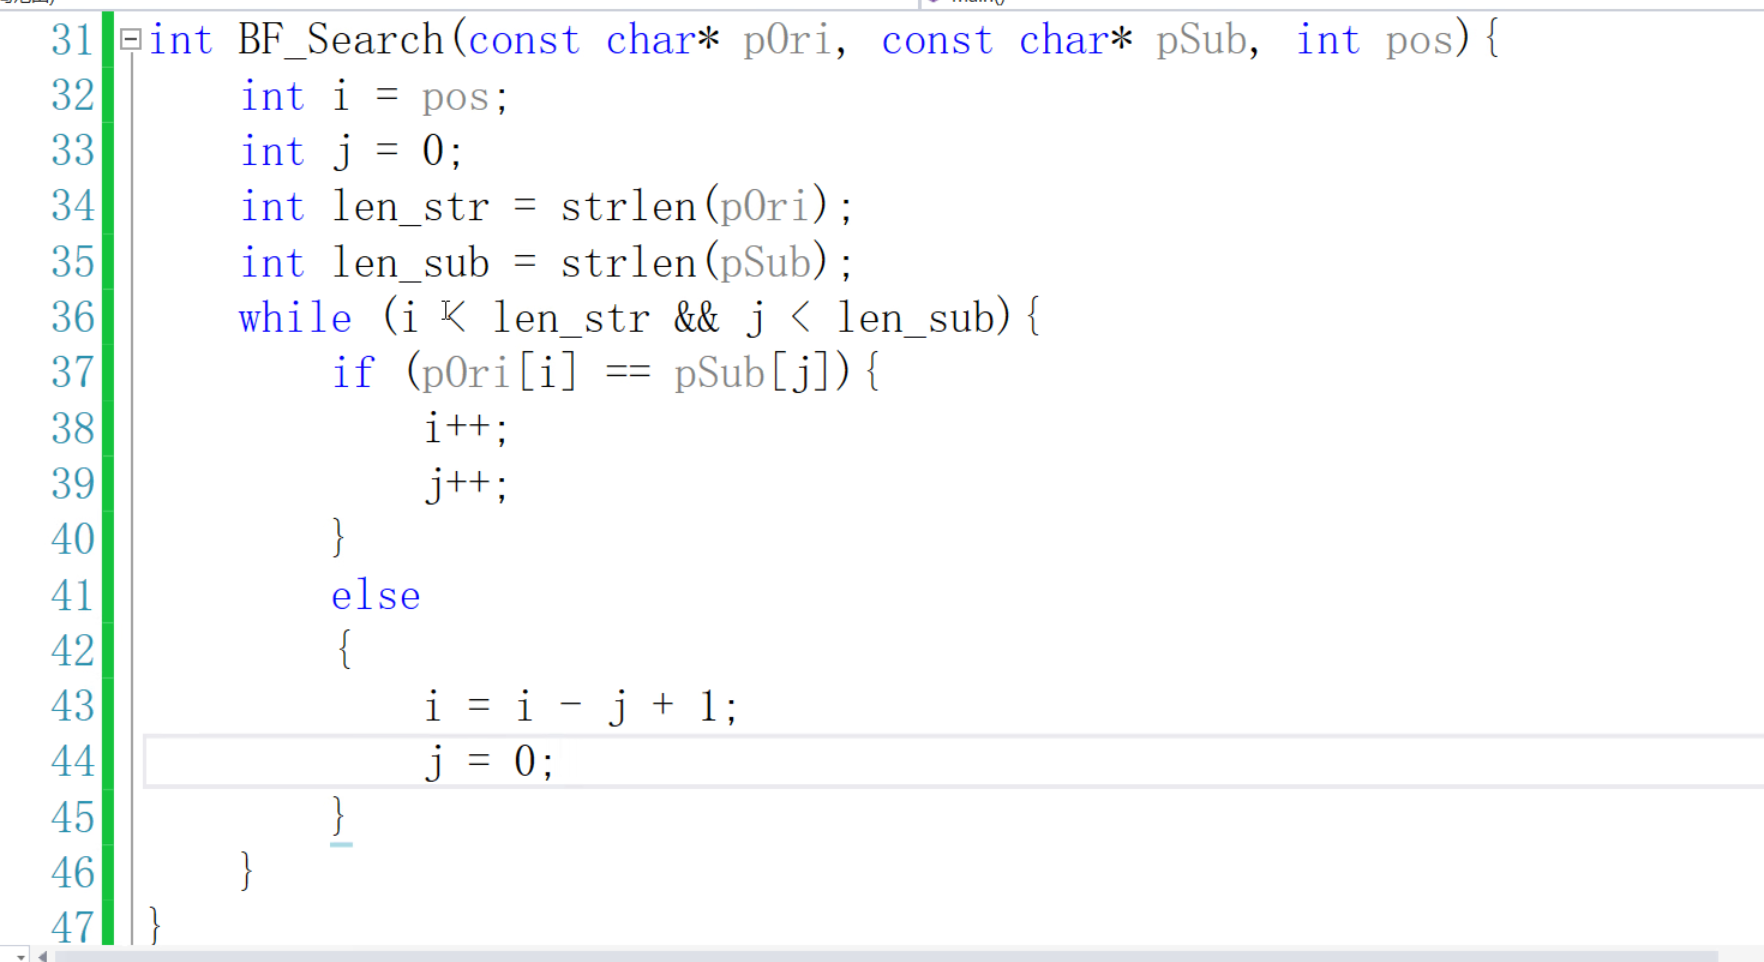 31 int BF_Search(const char* pOri, const char* pSub, int pos){
32 int i = pos;
33 int j = 0;
34 int len_str = strlen(pOri);
35 int len_sub = strlen(pSub);
36 while (i < len_str && j < len_sub){
37 if (pOri[i] == pSub[j]){
38 i++;
39 j++;
40 }
41 else
42 {
43 i = i - j + 1;
44 j = 0;
45 }
46 }
47 }